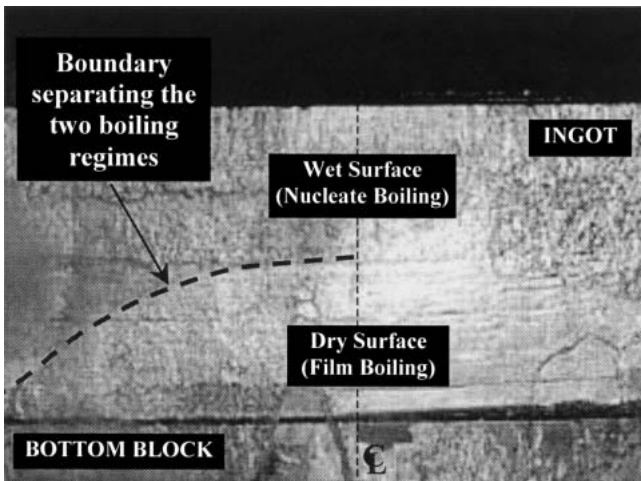 Boundary
separating the
two boiling
regimes
INGOT
Wet Surface
(Nucleate Boiling)
Dry Surface
(Film Boiling)
BOTTOM BLOCK
℄